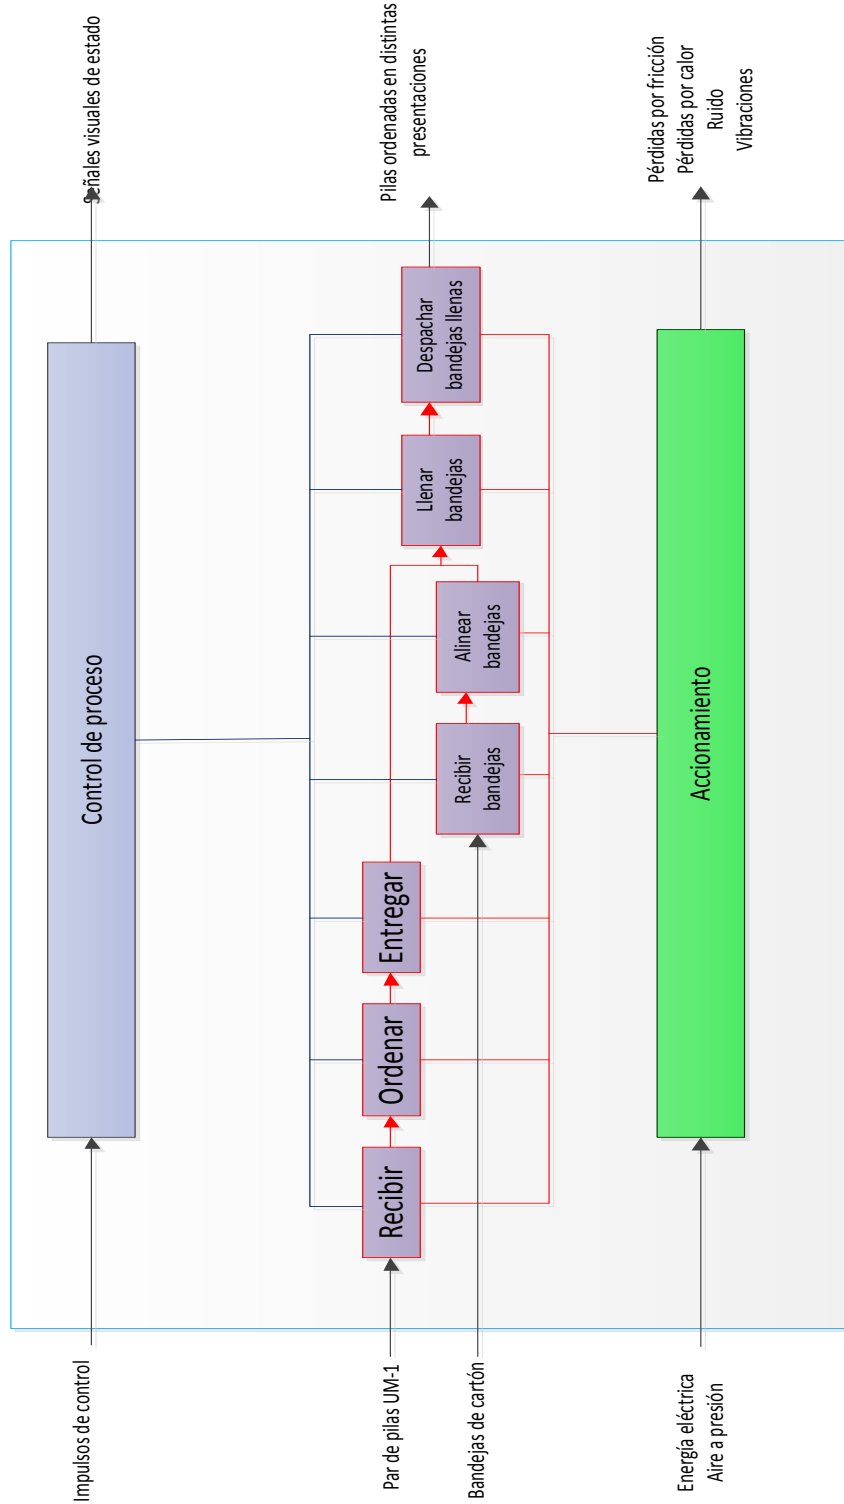 Impulsos de control
Control de proceso
Señales visuales de estado
Par de pilas UM-1
Bandejas de cartón
Recibir
Ordenar
Entregar
Recibir
bandejas
Alinear
bandejas
Llenar
bandejas
Despachar
bandejas llenas
Pilas ordenadas en distintas
presentaciones
Energía eléctrica
Aire a presión
Accionamiento
Pérdidas por fricción
Pérdidas por calor
Ruido
Vibraciones